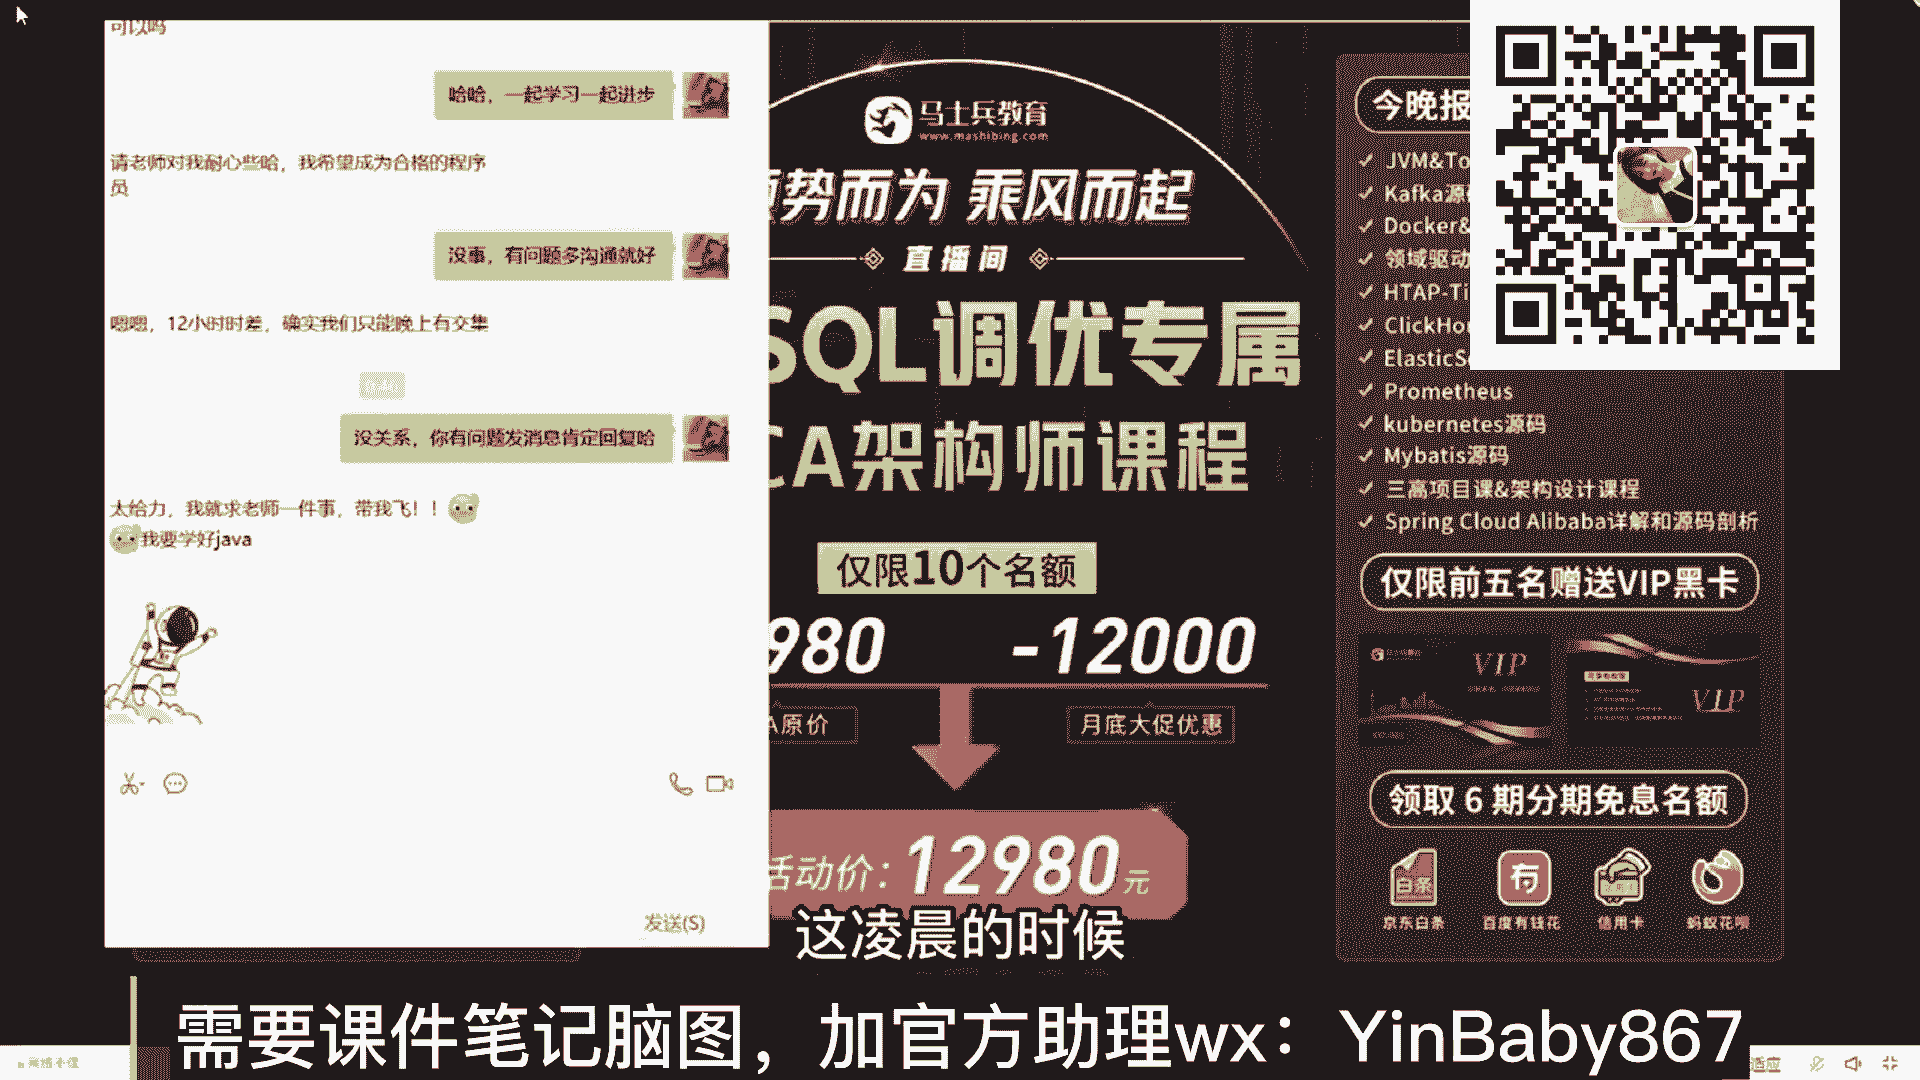 可以吗
哈哈，一起学习一起进步
请老师对我耐心些哈，我希望成为合格的程序
员
没事，有问题多沟通就好
嗯嗯，12小时时差，确实我们只能晚上有交集
没关系，你有问题发消息肯定回复哈
太给力，我就求老师一件事，带我飞！！
我要学好java
发送(S)
马士兵教育
www.mashibing.com
顺势而为 乘风而起
直播间
SQL调优专属
CA架构师课程
仅限10个名额
980
-12000
A原价
月底大促优惠
活动价：12980元
今晚报
JVM&To
Kafka源
Docker&
领域驱动
HTAP-Ti
ClickHou
ElasticS
Prometheus
kubernetes源码
Mybatis源码
三高项目课&架构设计课程
Spring Cloud Alibaba详解和源码剖析
仅限前五名赠送VIP黑卡
VIP
VIP
领取 6 期分期免息名额
白条
有
京东白条
百度有钱花
信用卡
蚂蚁花呗
这凌晨的时候
需要课件笔记脑图，加官方助理wx：YinBaby867